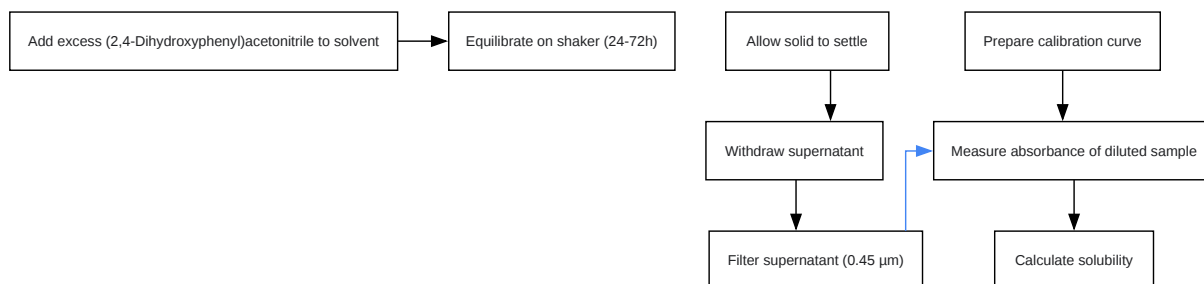 Add excess (2,4-Dihydroxyphenyl)acetonitrile to solvent
Equilibrate on shaker (24-72h)
Allow solid to settle
Prepare calibration curve
Withdraw supernatant
Measure absorbance of diluted sample
Filter supernatant (0.45 µm)
Calculate solubility